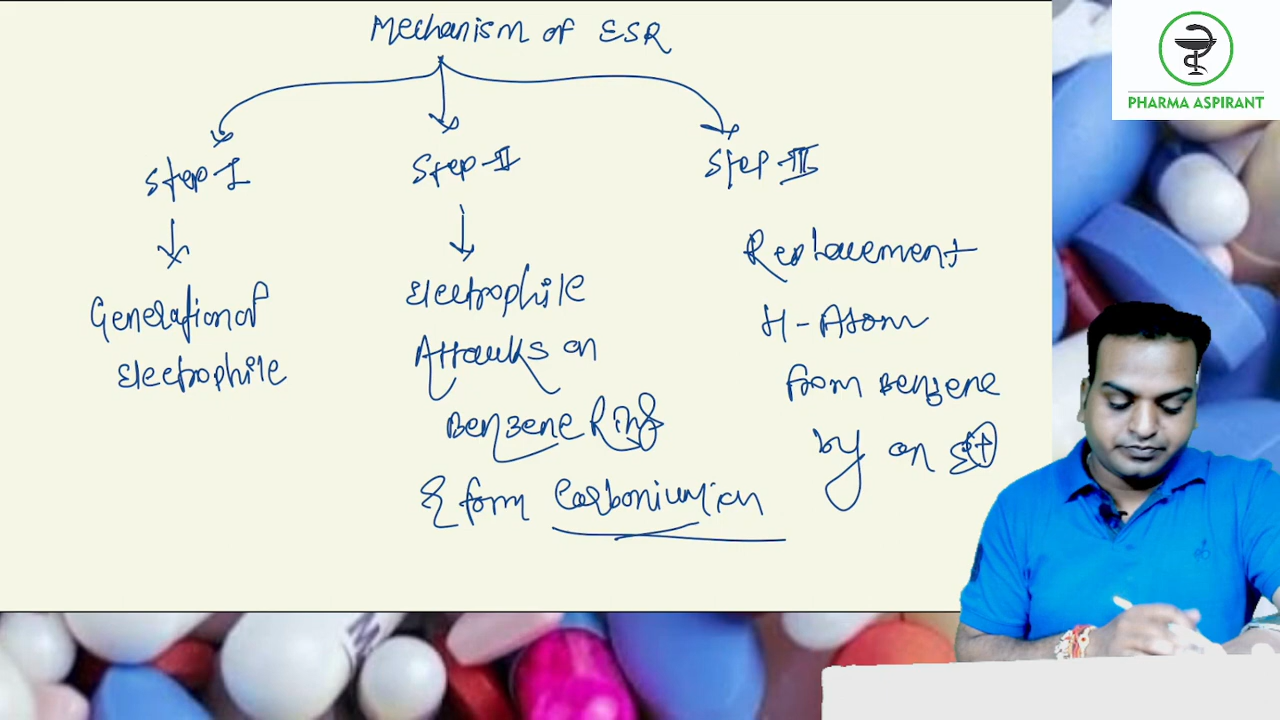 Mechanism of ESR
Step-I
Generation of
Electrophile
Step-II
Electrophile
Attacks on
Benzene Ring
& form Carbonium ion
Step-III
Replacement
H-Atom
from Benzene
by an E+
PHARMA ASPIRANT